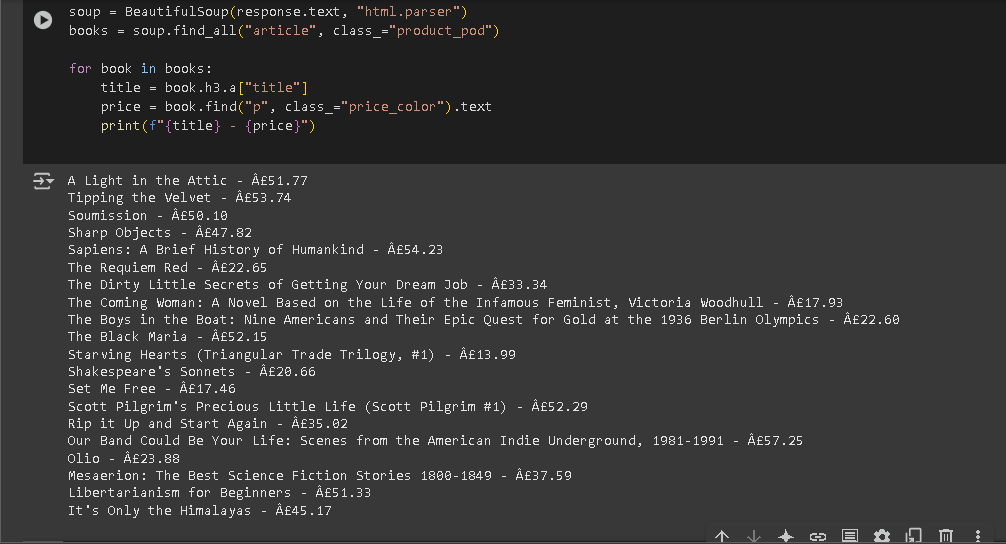 soup = BeautifulSoup(response.text, "html.parser")
books = soup.find_all("article", class_="product_pod")
for book in books:
    title = book.h3.a["title"]
    price = book.find("p", class_="price_color").text
    print(f"{title} - {price}")
A Light in the Attic - Â£51.77
Tipping the Velvet - Â£53.74
Soumission - Â£50.10
Sharp Objects - Â£47.82
Sapiens: A Brief History of Humankind - Â£54.23
The Requiem Red - Â£22.65
The Dirty Little Secrets of Getting Your Dream Job - Â£33.34
The Coming Woman: A Novel Based on the Life of the Infamous Feminist, Victoria Woodhull - Â£17.93
The Boys in the Boat: Nine Americans and Their Epic Quest for Gold at the 1936 Berlin Olympics - Â£22.60
The Black Maria - Â£52.15
Starving Hearts (Triangular Trade Trilogy, #1) - Â£13.99
Shakespeare's Sonnets - Â£20.66
Set Me Free - Â£17.46
Scott Pilgrim's Precious Little Life (Scott Pilgrim #1) - Â£52.29
Rip it Up and Start Again - Â£35.02
Our Band Could Be Your Life: Scenes from the American Indie Underground, 1981-1991 - Â£57.25
Olio - Â£23.88
Mesaerion: The Best Science Fiction Stories 1800-1849 - Â£37.59
Libertarianism for Beginners - Â£51.33
It's Only the Himalayas - Â£45.17